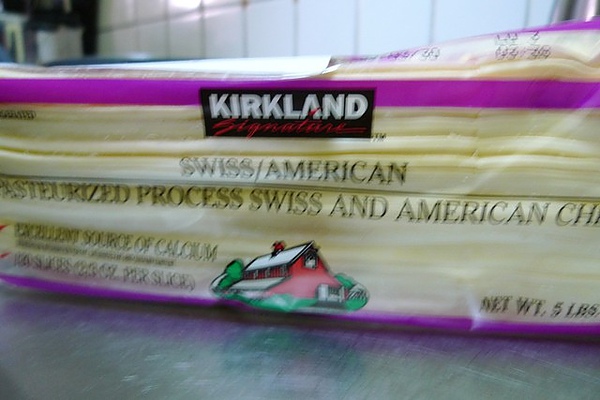 KIRKLAND
Signature
SWISS/AMERICAN
PASTEURIZED PROCESS SWISS AND AMERICAN
EXCELLENT SOURCE OF CALCIUM
NET WT. 5 LBS